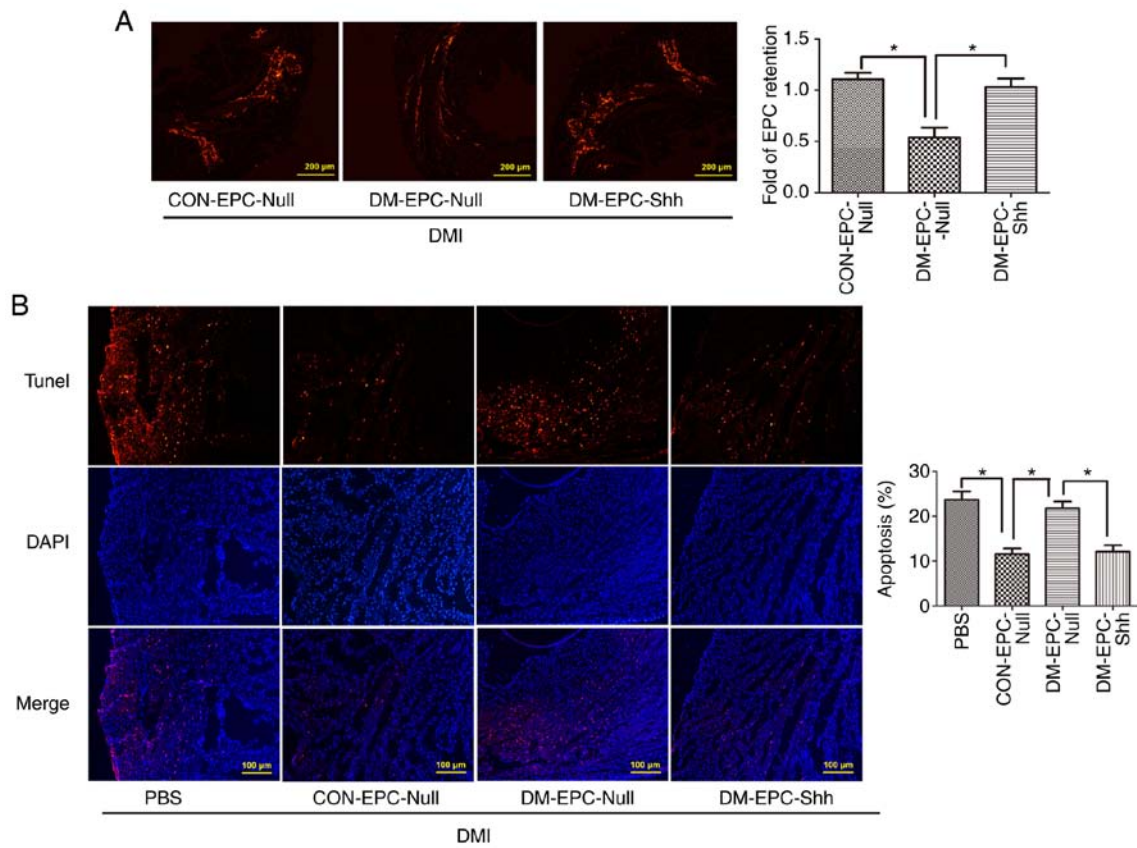 A
200 µm
200 µm
200 µm
CON-EPC-Null
DM-EPC-Null
DM-EPC-Shh
DMI
Fold of EPC retention
1.5
1.0
0.5
0.0
*
*
CON-EPC-
Null
DM-EPC-
-Null
DM-EPC-
Shh
B
Tunel
DAPI
Merge
100 µm
100 µm
100 µm
100 µm
PBS
CON-EPC-Null
DM-EPC-Null
DM-EPC-Shh
DMI
Apoptosis (%)
30
20
10
0
*
*
*
PBS
CON-EPC-
Null
DM-EPC-
Null
DM-EPC-
Shh